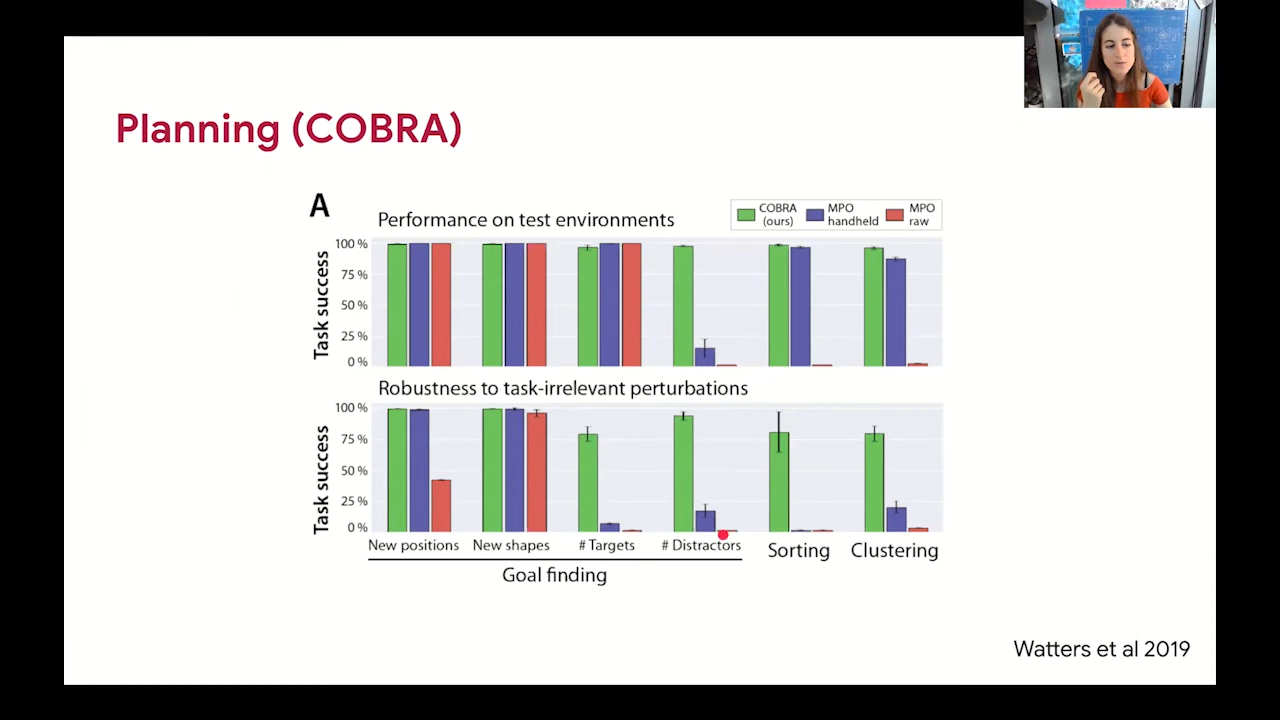 Planning (COBRA)
A
Performance on test environments
COBRA (ours)
MPO handheld
MPO raw
Task success
100 %
75 %
50 %
25 %
0 %
Robustness to task-irrelevant perturbations
Task success
100 %
75 %
50 %
25 %
0 %
New positions
New shapes
# Targets
# Distractors
Sorting
Clustering
Goal finding
Watters et al 2019